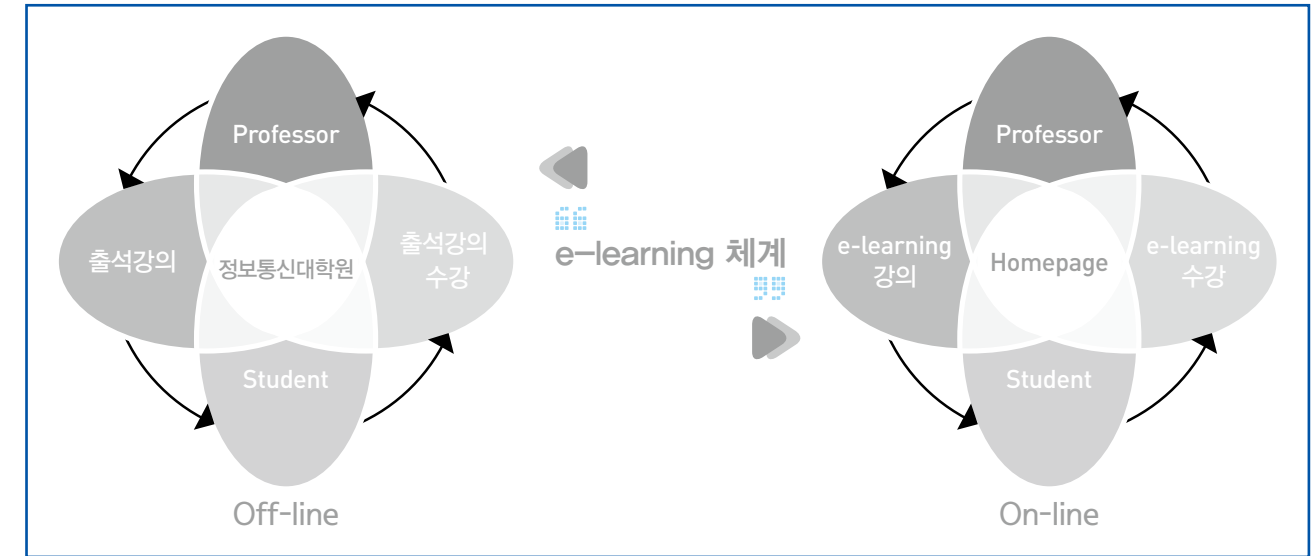 Professor
출석강의
정보통신대학원
출석강의
수강
Student
Off-line
e-learning 체계
Professor
e-learning
강의
Homepage
e-learning
수강
Student
On-line